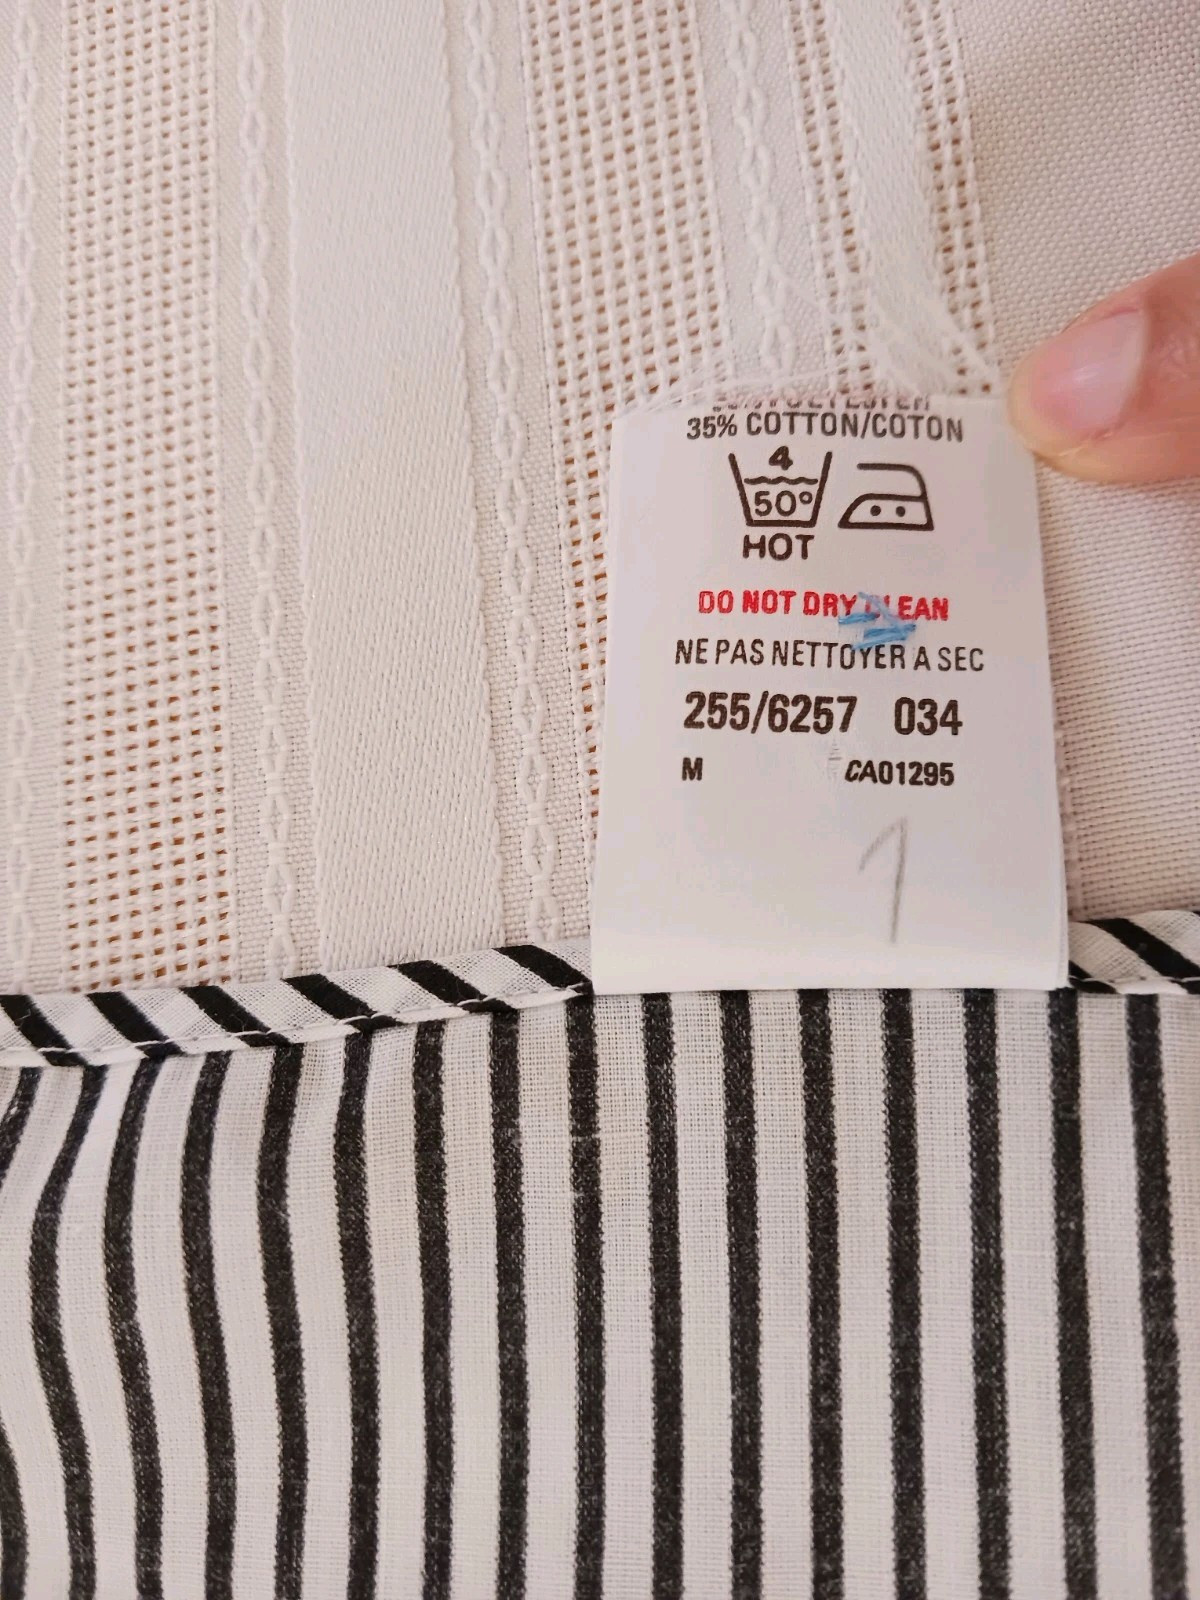 POLYESTER
35% COTTON/COTON
4
50°
HOT
DO NOT DRY CLEAN
NE PAS NETTOYER A SEC
255/6257 034
M CA01295
1